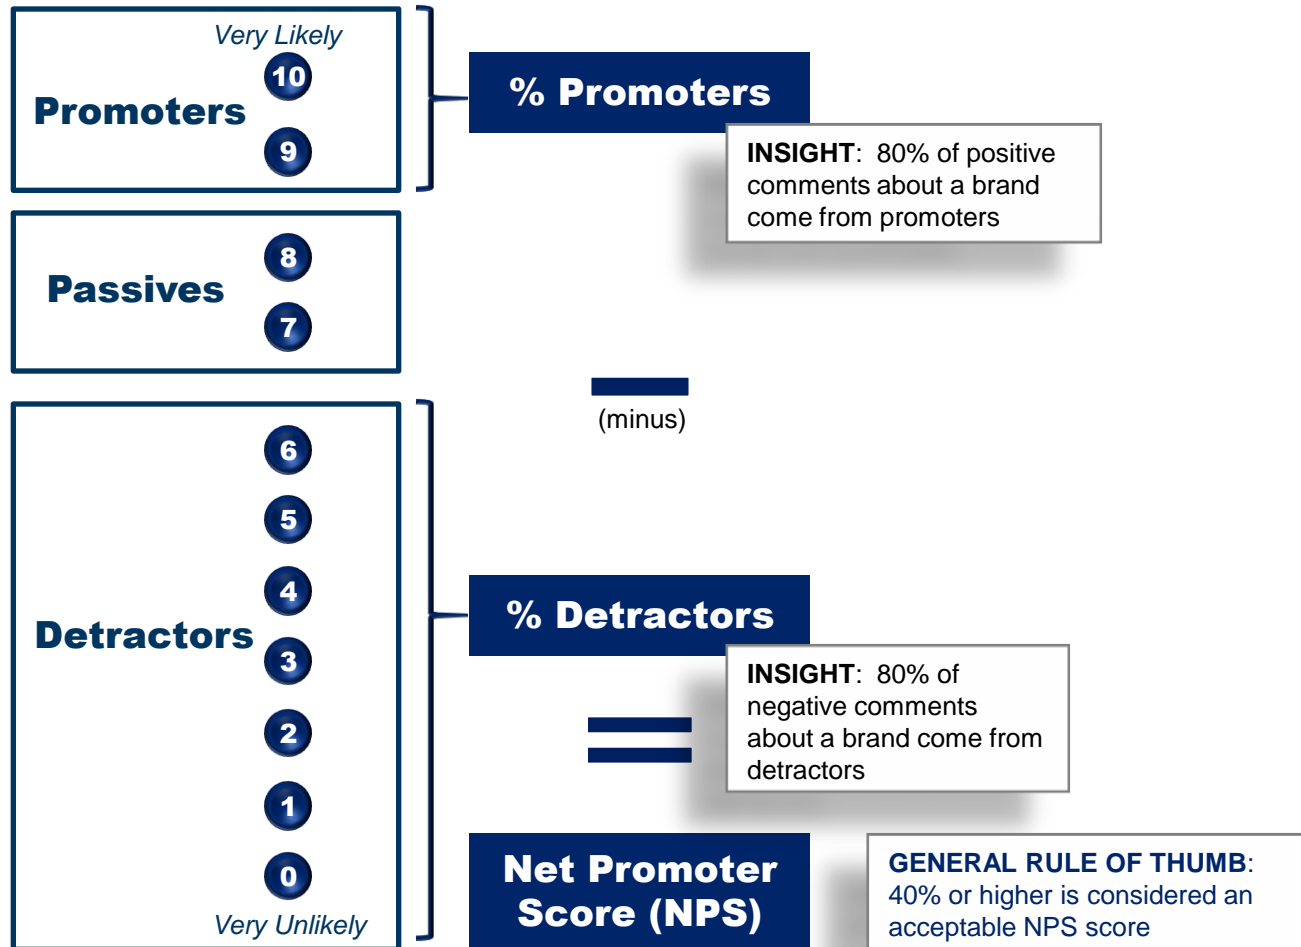 Very Likely
10
Promoters
9
% Promoters
INSIGHT:  80% of positive
comments about a brand
come from promoters
8
Passives
7
(minus)
6
5
4
Detractors
3
2
1
0
Very Unlikely
% Detractors
INSIGHT:  80% of
negative comments
about a brand come from
detractors
Net Promoter
Score (NPS)
GENERAL RULE OF THUMB:
40% or higher is considered an
acceptable NPS score